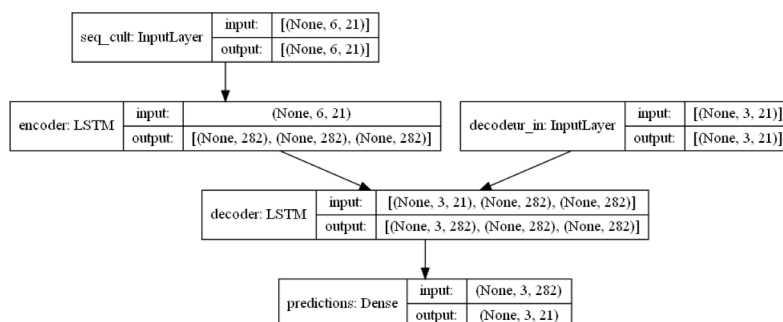 seq_cult: InputLayer input: [(None, 6, 21)]
output: [(None, 6, 21)]
encoder: LSTM input: (None, 6, 21)
output: [(None, 282), (None, 282), (None, 282)]
decodeur_in: InputLayer input: [(None, 3, 21)]
output: [(None, 3, 21)]
decoder: LSTM input: [(None, 3, 21), (None, 282), (None, 282)]
output: [(None, 3, 282), (None, 282), (None, 282)]
predictions: Dense input: (None, 3, 282)
output: (None, 3, 21)